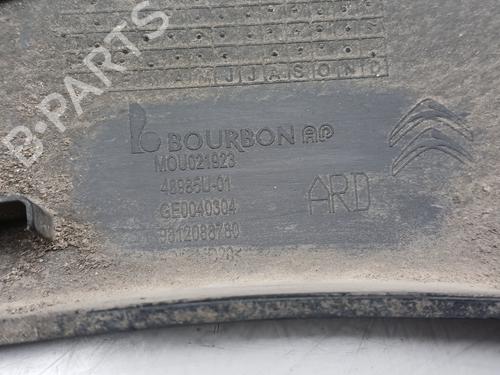 J F M A M J J A S O N D
B-PARTS
BOURBON AP
MOU021923
48985U-01
GE0040304
ARD
9812088780